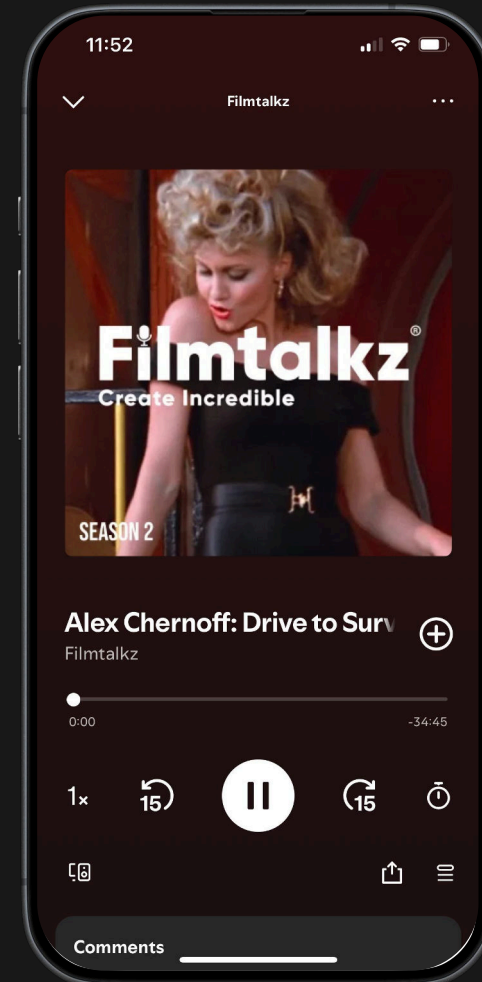 11:52
Filmtalkz
Filmtalkz®
Create Incredible
SEASON 2
Alex Chernoff: Drive to Surv
Filmtalkz
0:00 -34:45
1x 15 15
Comments